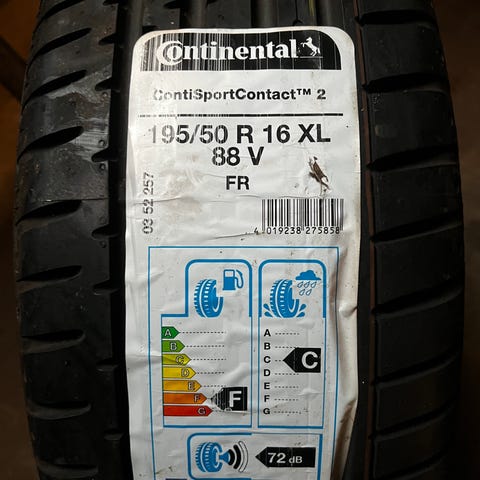 Continental
ContiSportContact™ 2
195/50 R 16 XL
88 V
FR
03 52 257
4 019238 275858
A
B
C
D
E
F
G
F
A
B
C
D
E
F
G
C
72 dB